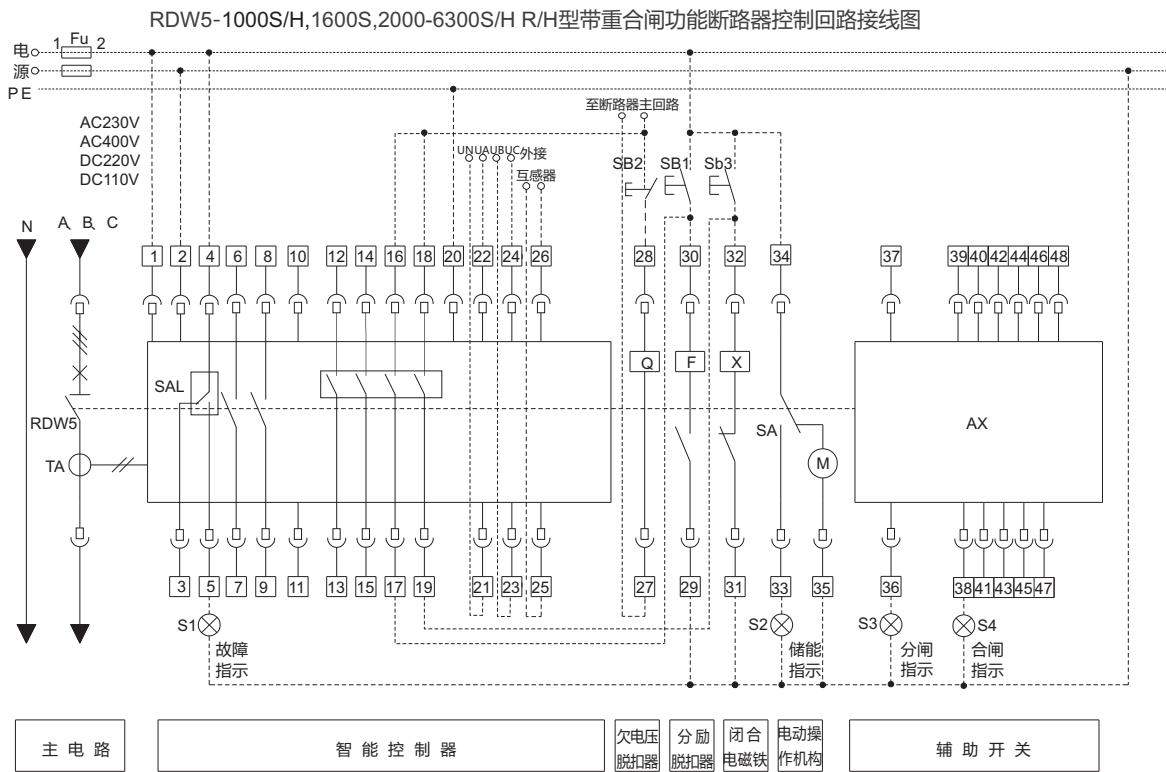 RDW5-1000S/H,1600S,2000-6300S/H R/H型带重合闸功能断路器控制回路接线图
电 1 Fu 2
源
PE
至断路器主回路
AC230V
AC400V
DC220V
DC110V
UN UA UB UC 外接
互感器
SB2 SB1 Sb3
N A、B、C
1 2 4 6 8 10 12 14 16 18 20 22 24 26 28 30 32 34 37 39 40 42 44 46 48
Q F X
SAL
RDW5 SA AX
TA M
3 5 7 9 11 13 15 17 19 21 23 25 27 29 31 33 35 36 38 41 43 45 47
S1 S2 S3 S4
故障 储能 分闸 合闸
指示 指示 指示 指示
主电路 智能控制器 欠电压 分励 闭合 电动操 辅助开关
脱扣器 脱扣器 电磁铁 作机构